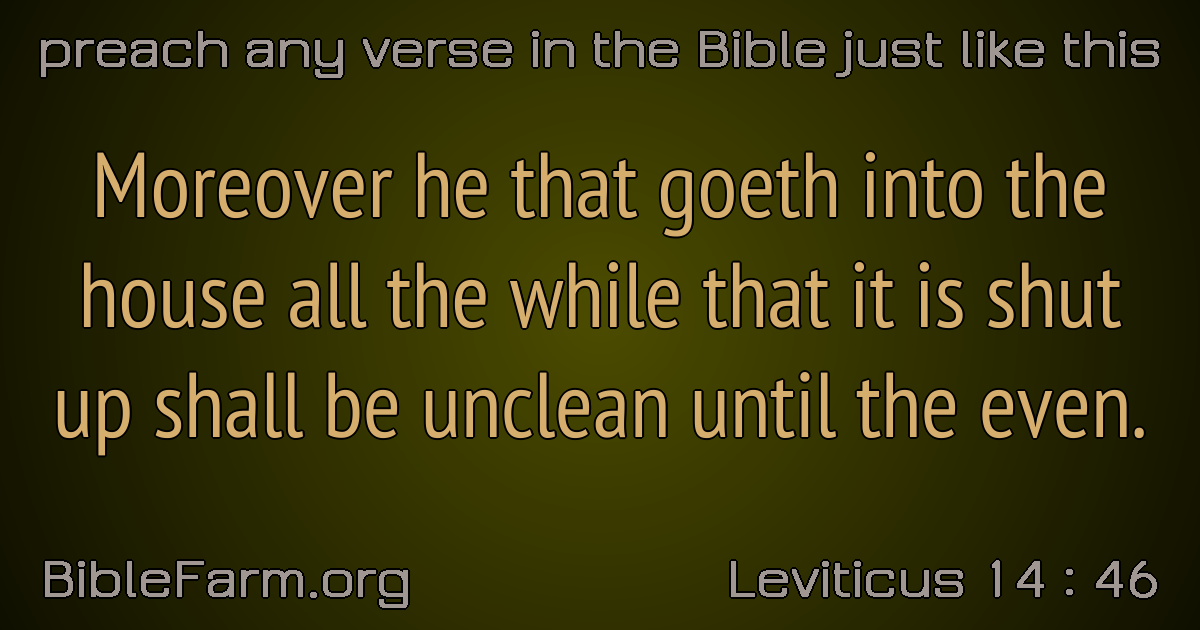 preach any verse in the Bible just like this
Moreover he that goeth into the
house all the while that it is shut
up shall be unclean until the even.
BibleFarm.org
Leviticus 14 : 46